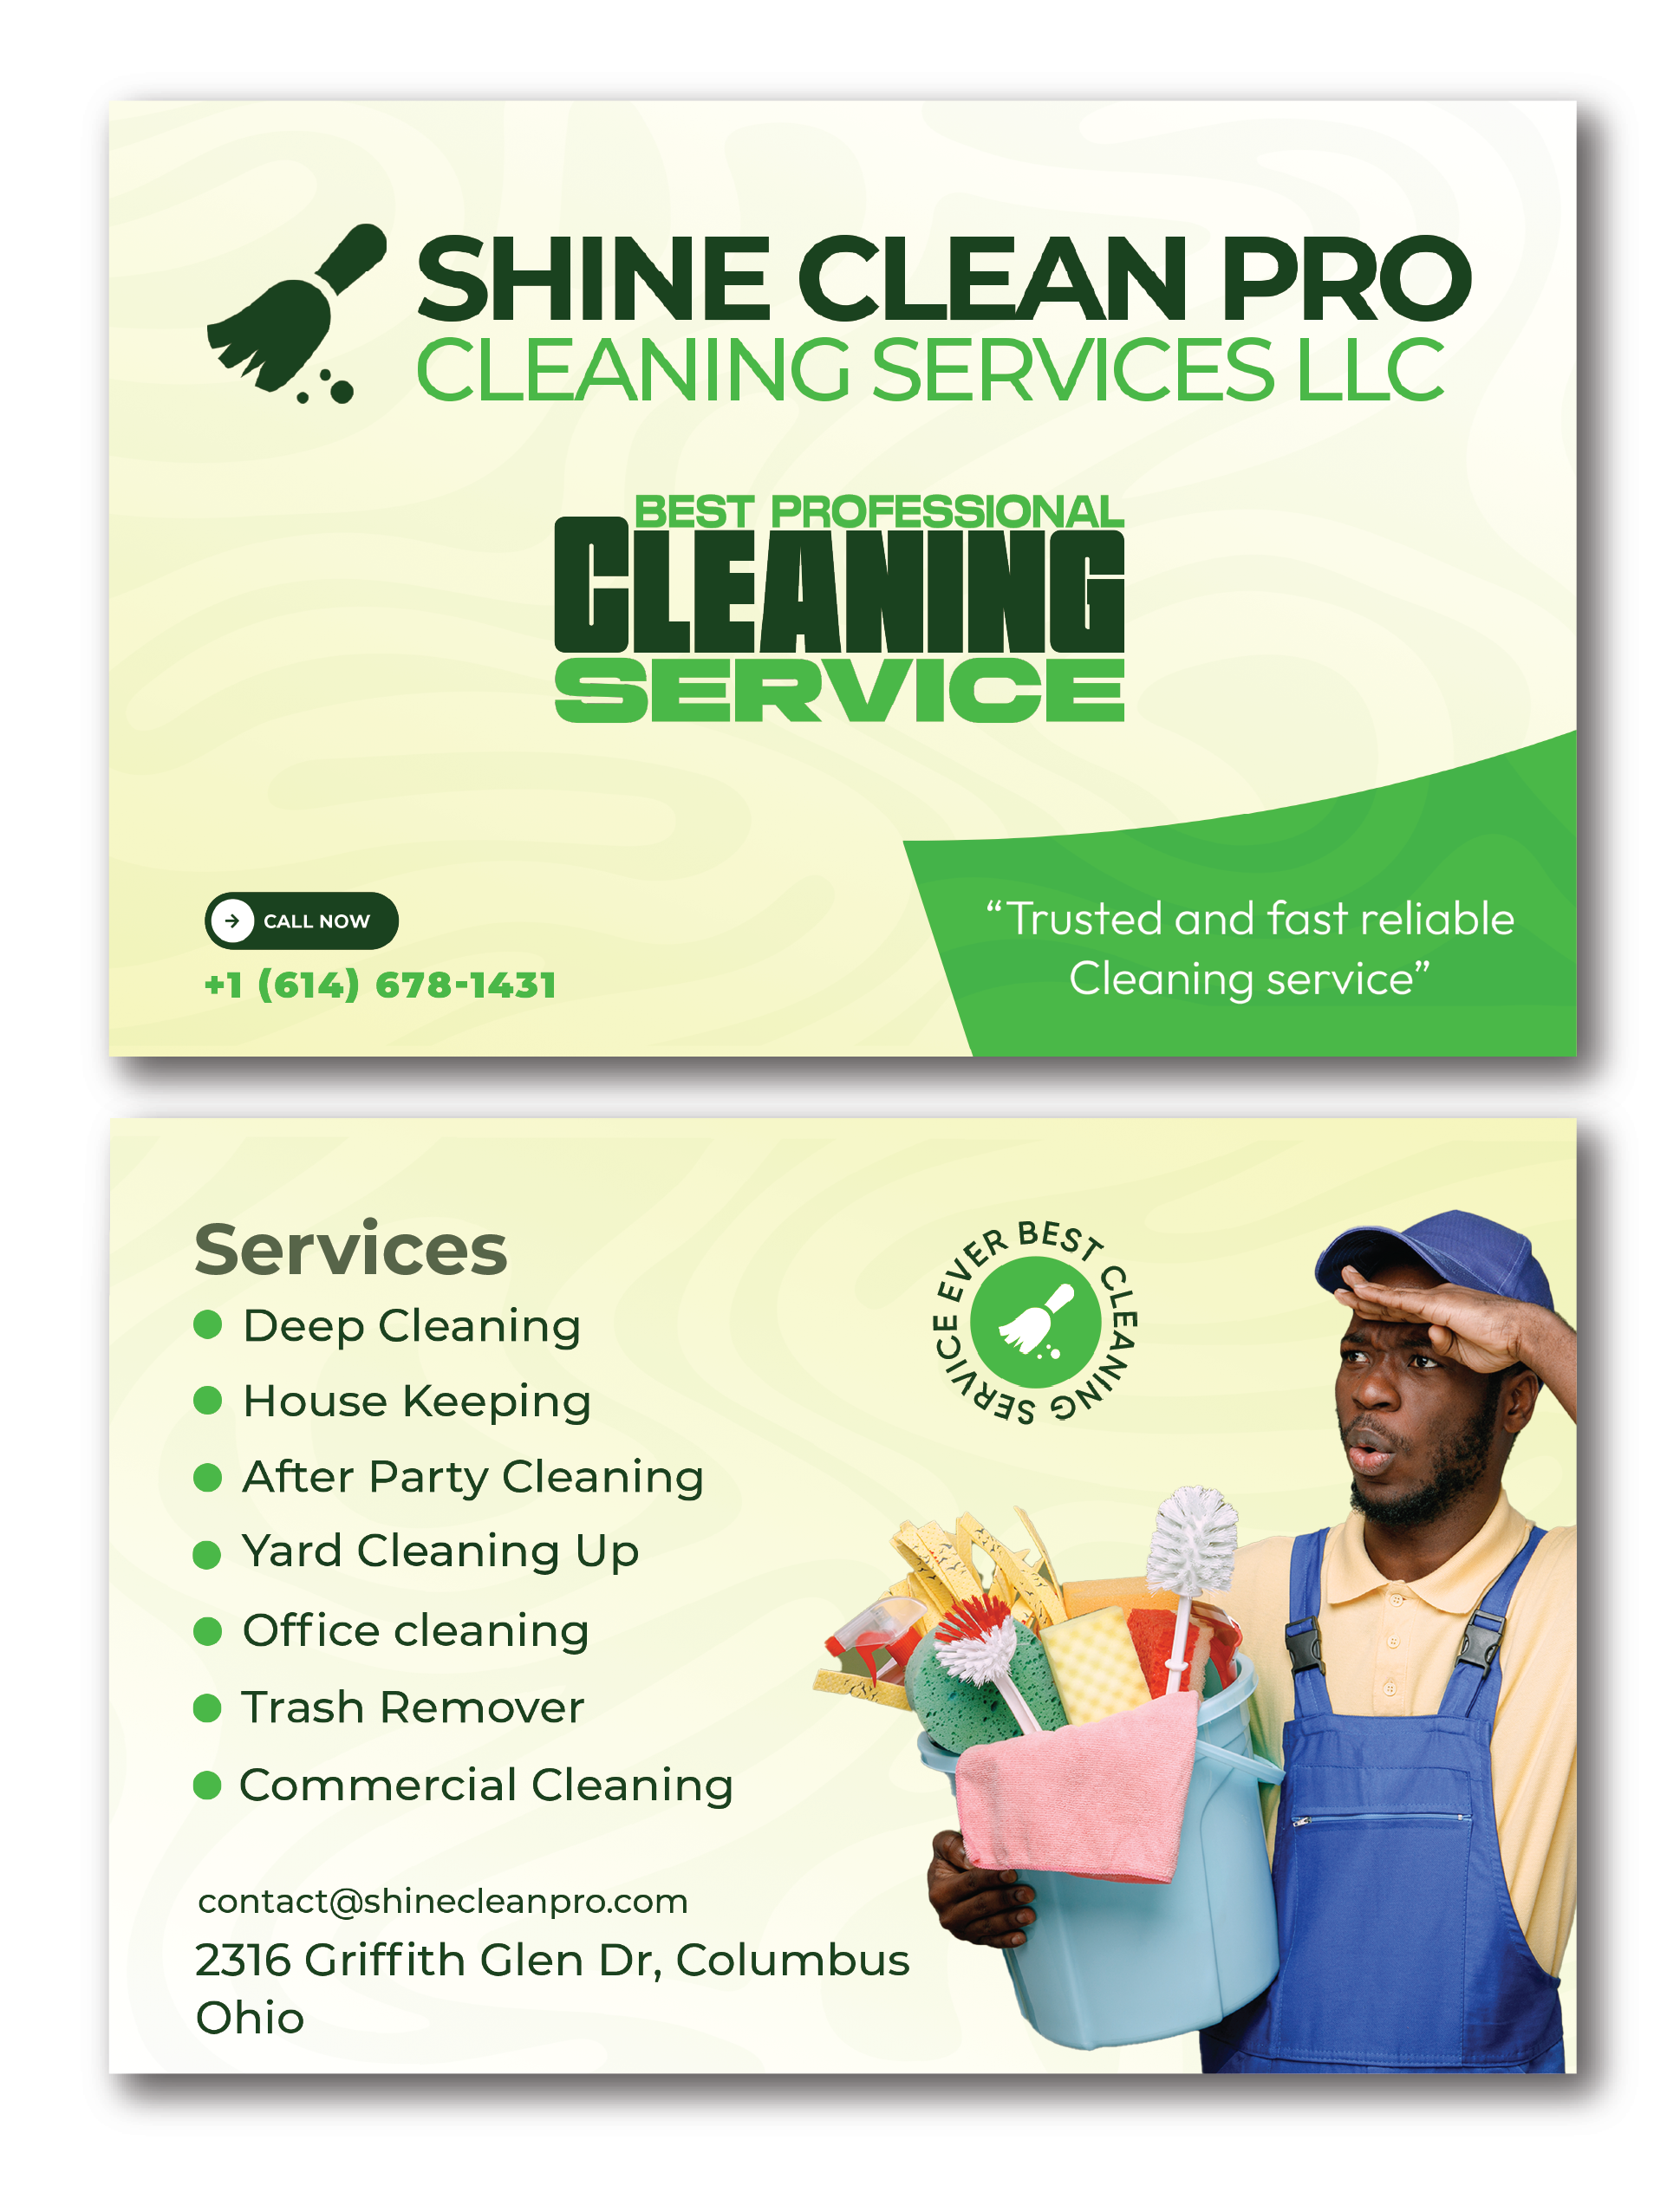 SHINE CLEAN PRO
CLEANING SERVICES LLC
BEST PROFESSIONAL
CLEANING
SERVICE
CALL NOW
+1 (614) 678-1431
“Trusted and fast reliable
Cleaning service”
Services
Deep Cleaning
House Keeping
After Party Cleaning
Yard Cleaning Up
Office cleaning
Trash Remover
Commercial Cleaning
contact@shinecleanpro.com
2316 Griffith Glen Dr, Columbus
Ohio
BEST CLEANING SERVICE EVER